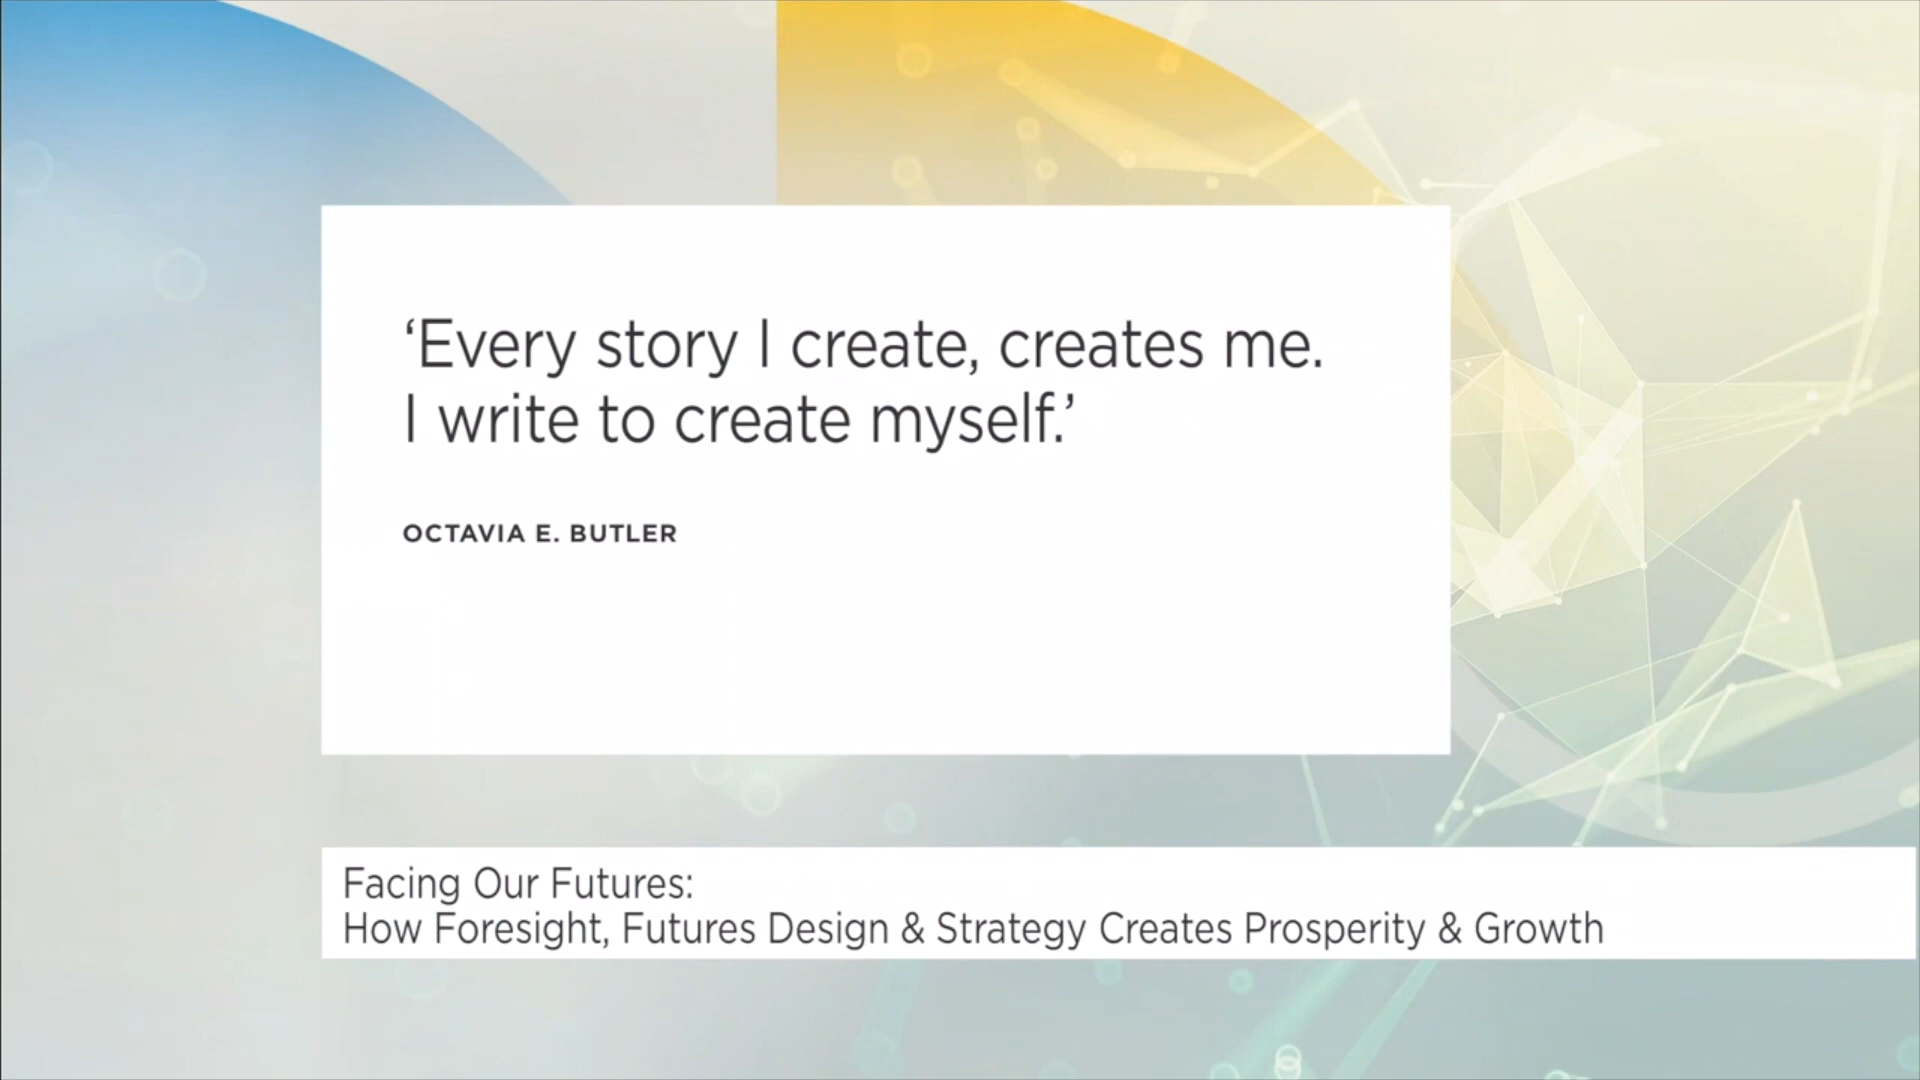 ‘Every story I create, creates me.
I write to create myself.’
OCTAVIA E. BUTLER
Facing Our Futures:
How Foresight, Futures Design & Strategy Creates Prosperity & Growth